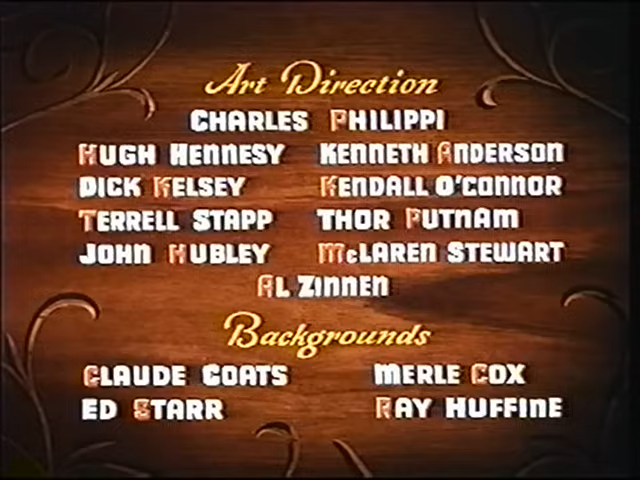 Art Direction
CHARLES PHILIPPI
HUGH HENNESY KENNETH ANDERSON
DICK KELSEY KENDALL O'CONNOR
TERRELL STAPP THOR PUTNAM
JOHN HUBLEY McLAREN STEWART
AL ZINNEN
Backgrounds
CLAUDE COATS MERLE COX
ED STARR RAY HUFFINE